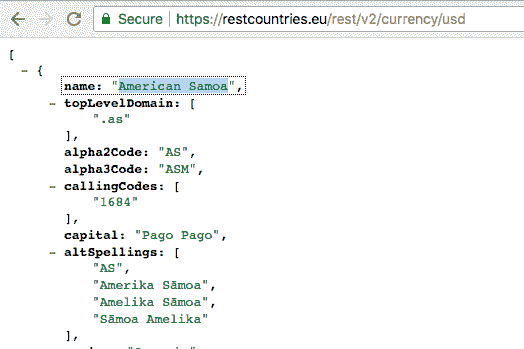 Secure | https://restcountries.eu/rest/v2/currency/usd
[
− {
name: "American Samoa",
− topLevelDomain: [
".as"
],
alpha2Code: "AS",
alpha3Code: "ASM",
− callingCodes: [
"1684"
],
capital: "Pago Pago",
− altSpellings: [
"AS",
"Amerika Sāmoa",
"Amelika Sāmoa",
"Sāmoa Amelika"
],